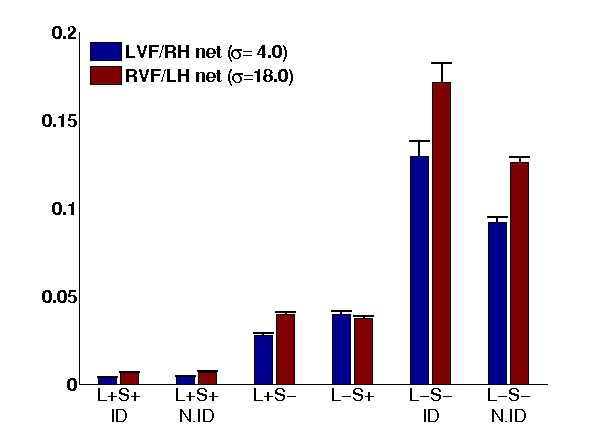 0.2
LVF/RH net (σ= 4.0)
RVF/LH net (σ=18.0)
0.15
0.1
0.05
0
L+S+ L+S+ L+S− L−S+ L−S− L−S−
ID N.ID ID N.ID